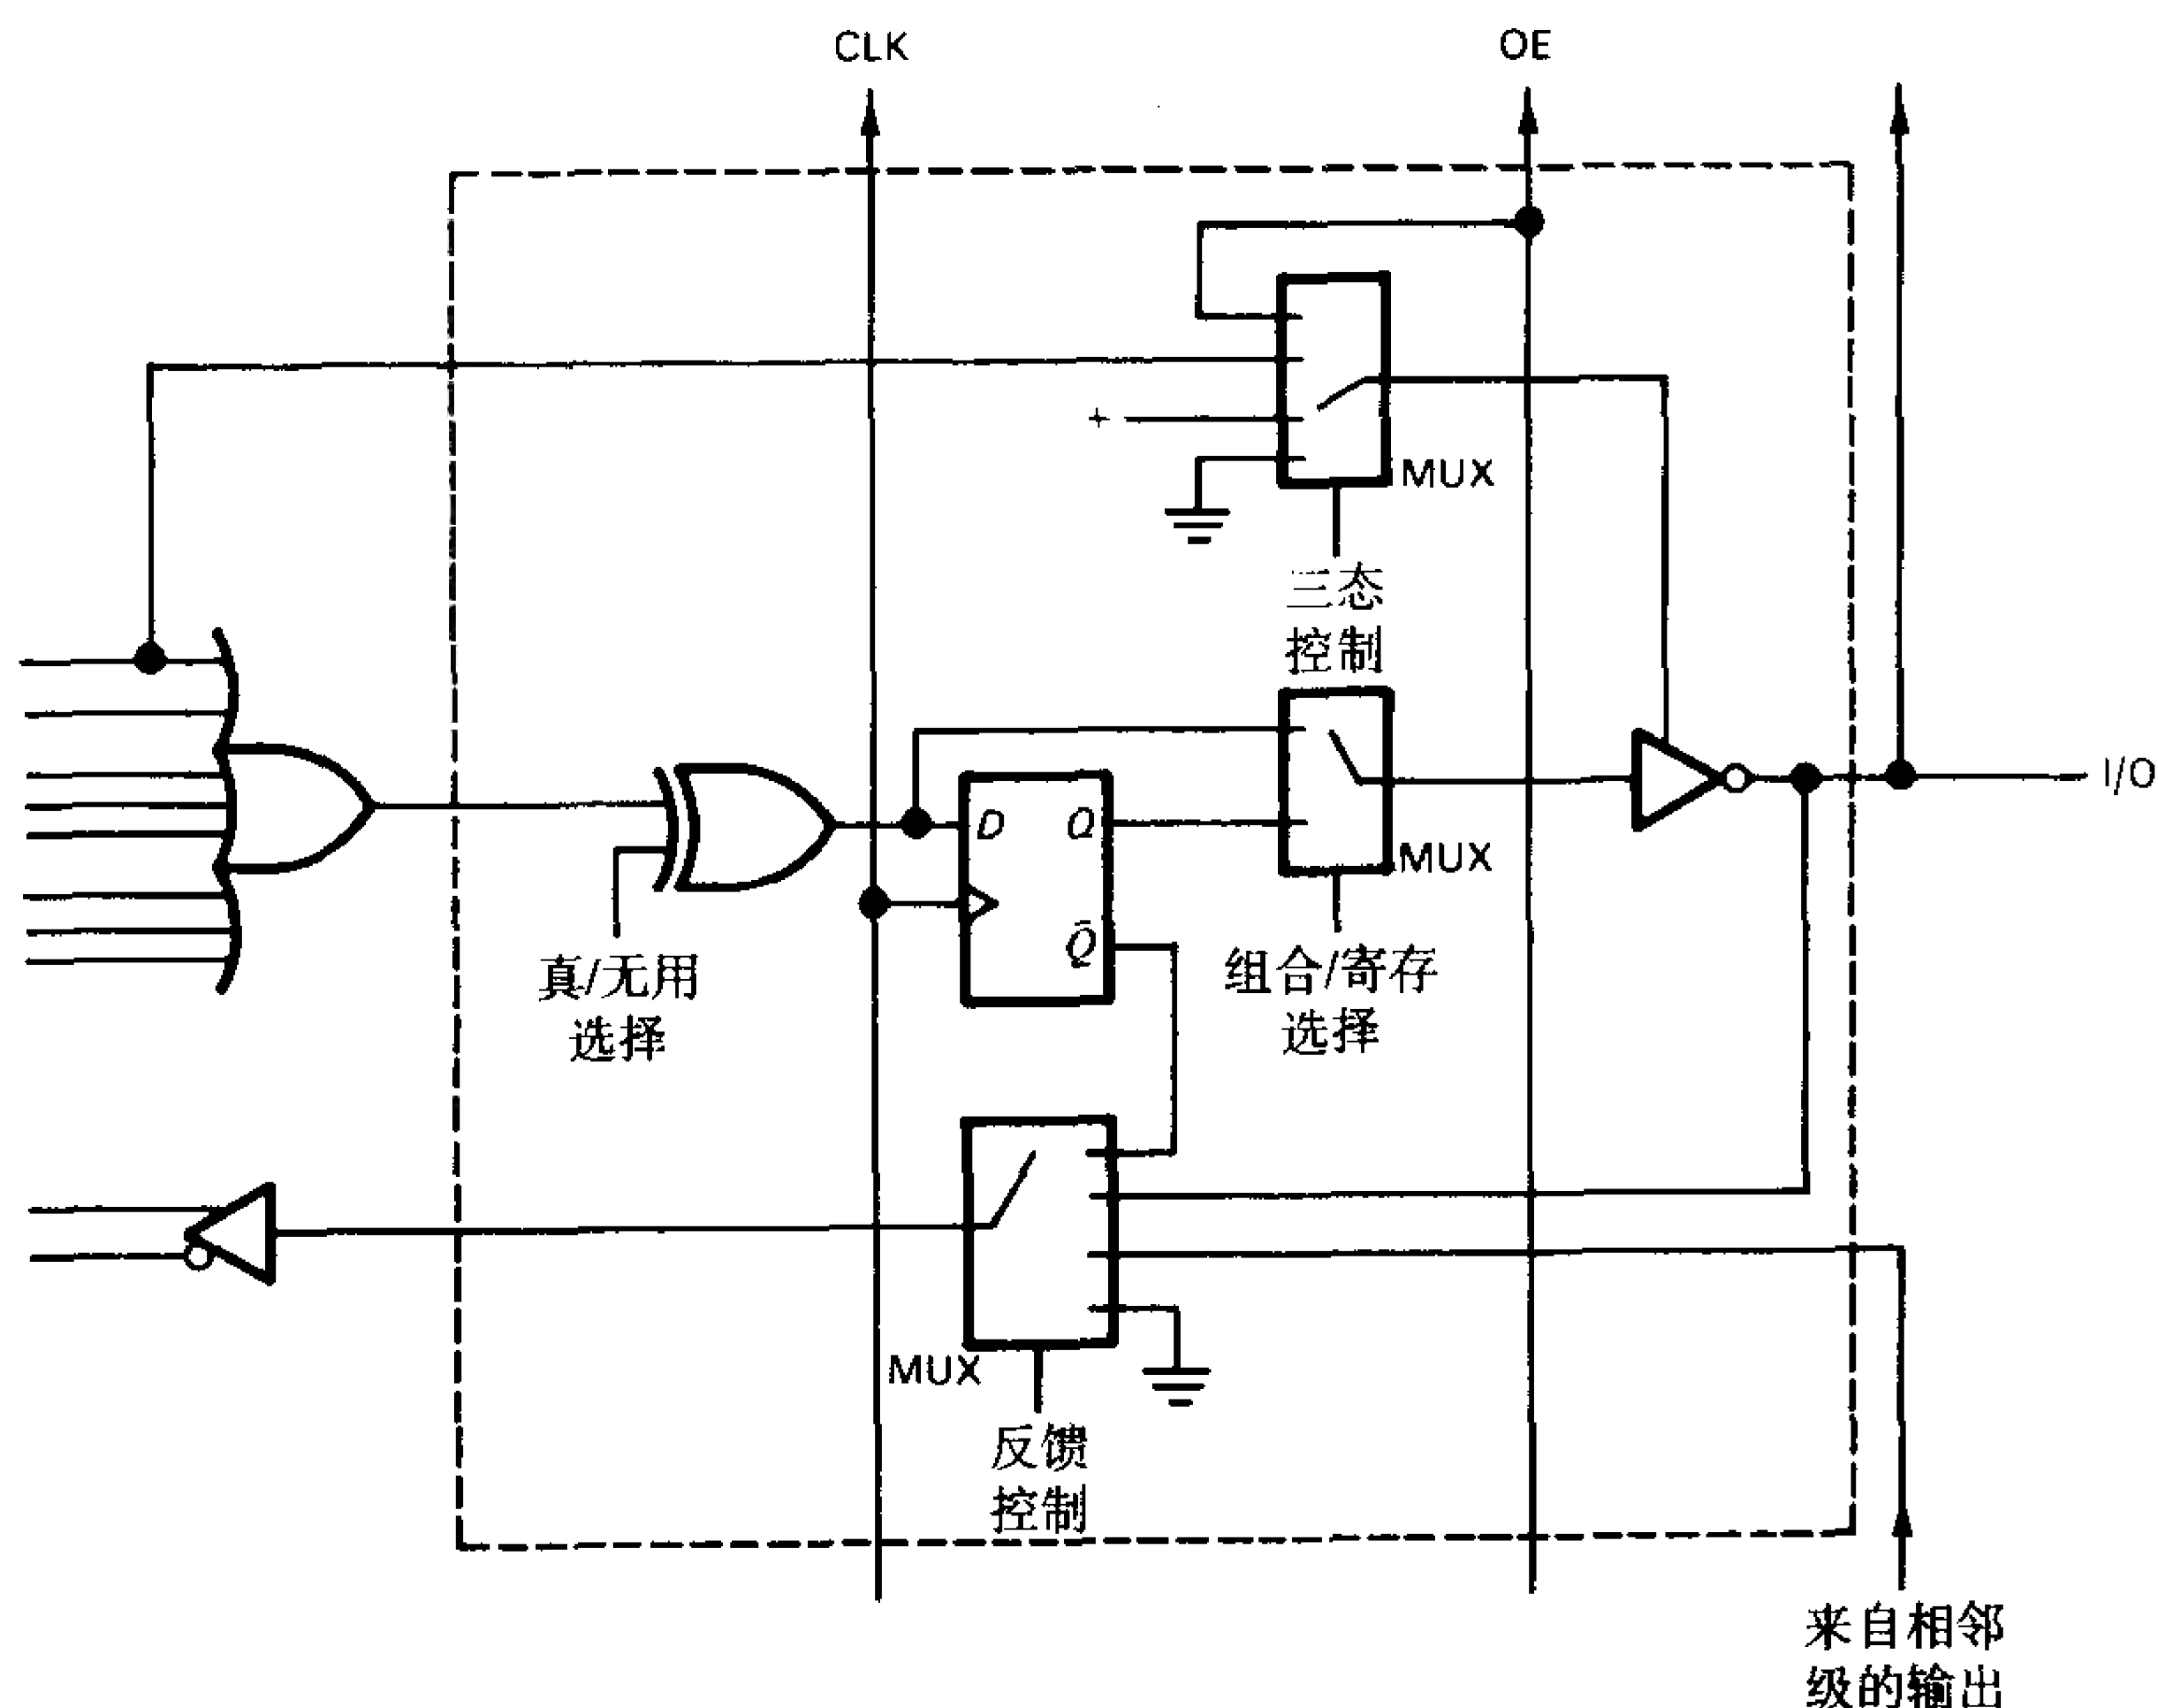 CLK
OE
+
MUX
三态
控制
D
Q
Q̄
MUX
I/O
真/无用
选择
组合/寄存
选择
MUX
反馈
控制
来自相邻
级的输出